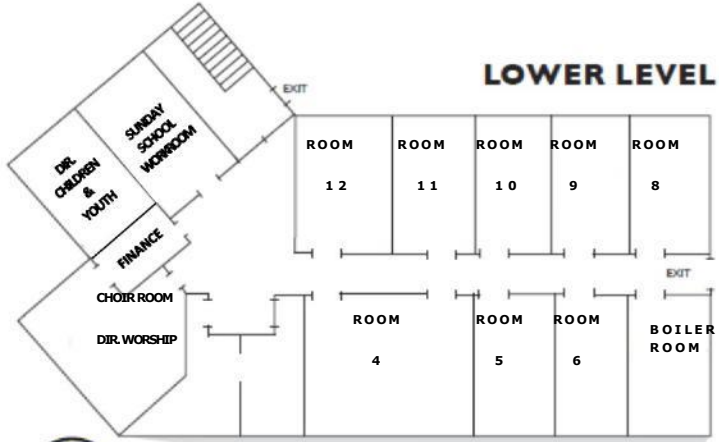 LOWER LEVEL
EXIT
SUNDAY
SCHOOL
WORKROOM
DIR.
CHILDREN
&
YOUTH
FINANCE
CHOIR ROOM
DIR. WORSHIP
ROOM
12
ROOM
11
ROOM
10
ROOM
9
ROOM
8
EXIT
ROOM
4
ROOM
5
ROOM
6
BOILER
ROOM